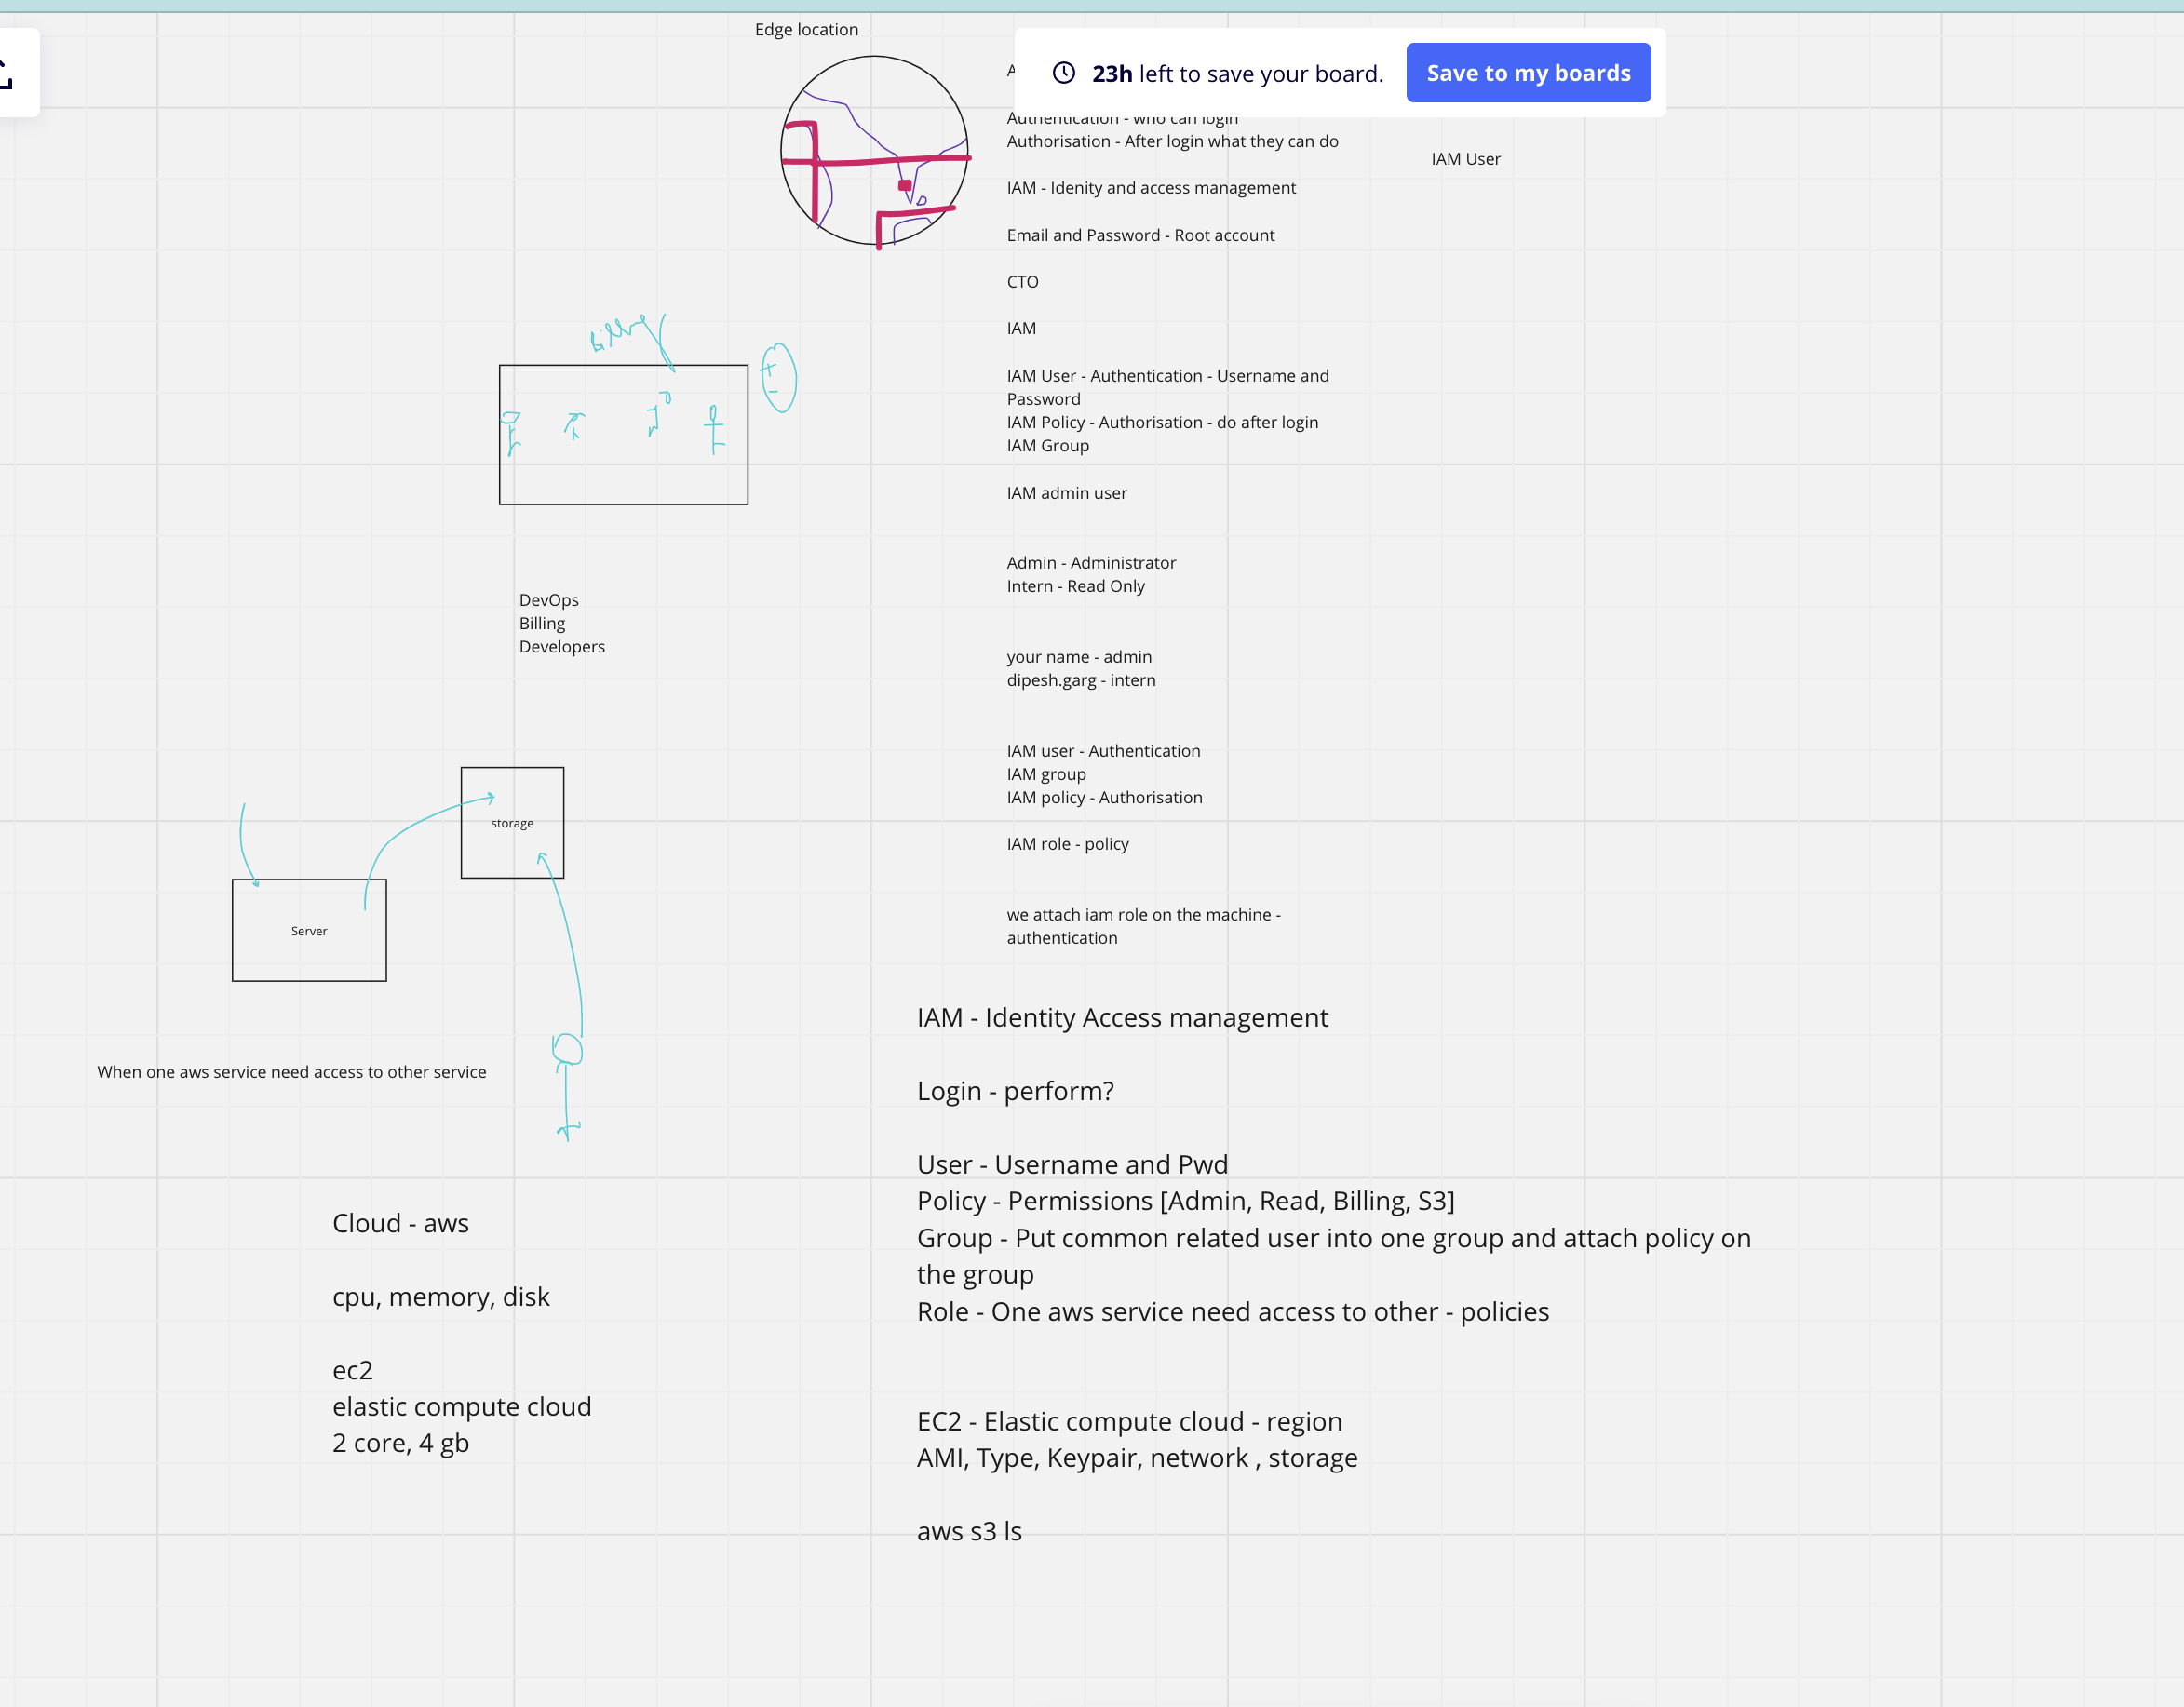 Edge location
23h left to save your board.
Save to my boards
Authentication - who can login
Authorisation - After login what they can do
IAM User
IAM - Idenity and access management
Email and Password - Root account
CTO
IAM
IAM User - Authentication - Username and
Password
IAM Policy - Authorisation - do after login
IAM Group
IAM admin user
Admin - Administrator
Intern - Read Only
your name - admin
dipesh.garg - intern
IAM user - Authentication
IAM group
IAM policy - Authorisation
IAM role - policy
we attach iam role on the machine -
authentication
billing
DevOps
Billing
Developers
storage
Server
When one aws service need access to other service
Cloud - aws
cpu, memory, disk
ec2
elastic compute cloud
2 core, 4 gb
IAM - Identity Access management
Login - perform?
User - Username and Pwd
Policy - Permissions [Admin, Read, Billing, S3]
Group - Put common related user into one group and attach policy on
the group
Role - One aws service need access to other - policies
EC2 - Elastic compute cloud - region
AMI, Type, Keypair, network , storage
aws s3 ls